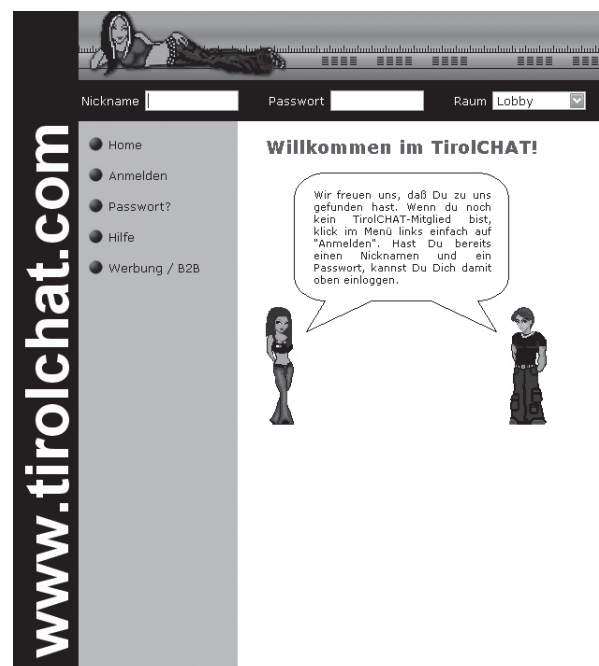 www.tirolchat.com
Nickname Passwort Raum Lobby
Home
Anmelden
Passwort?
Hilfe
Werbung / B2B
Willkommen im TirolCHAT!
Wir freuen uns, daß Du zu uns
gefunden hast. Wenn du noch
kein TirolCHAT-Mitglied bist,
klick im Menü links einfach auf
"Anmelden". Hast Du bereits
einen Nicknamen und ein
Passwort, kannst Du Dich damit
oben einloggen.